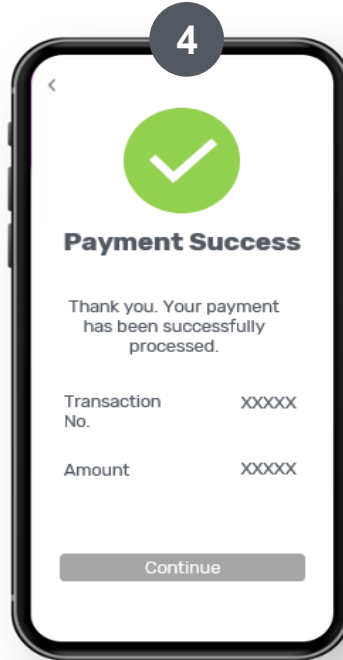 4
Payment Success
Thank you. Your payment
has been successfully
processed.
Transaction XXXXX
No.
Amount XXXXX
Continue